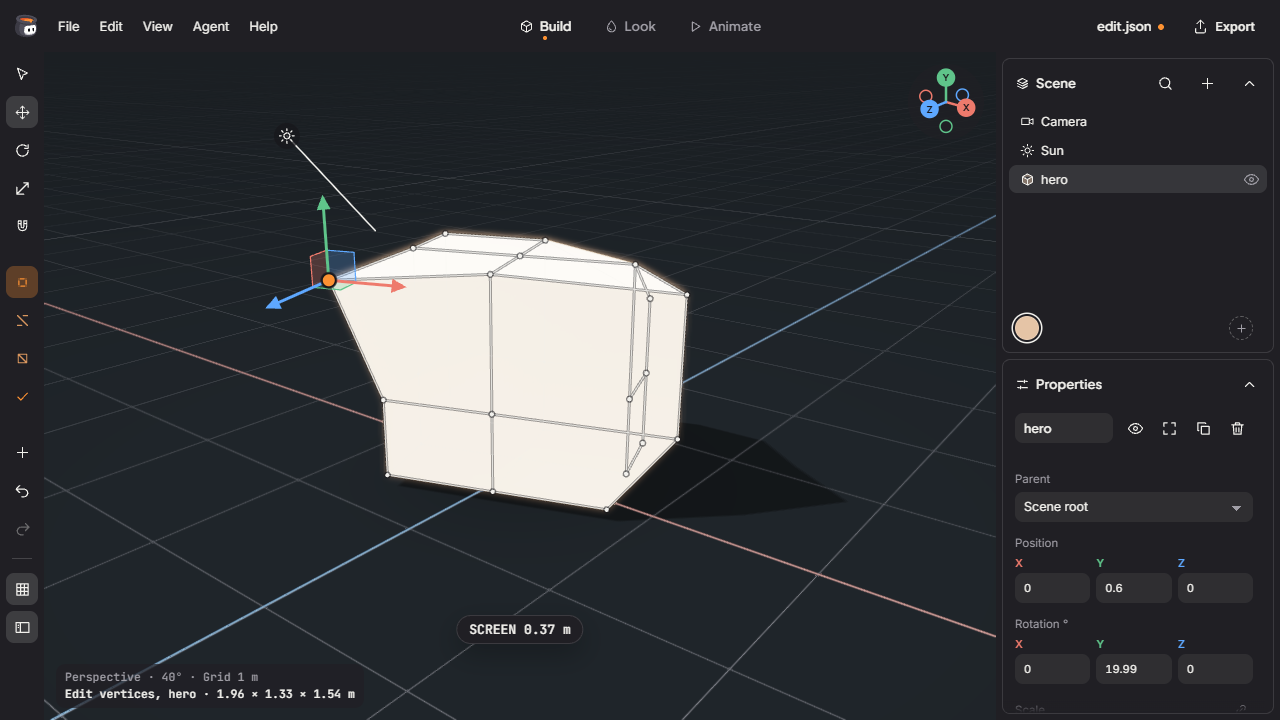 File Edit View Agent Help
Build Look Animate
edit.json Export
Y
Z X
Scene
Camera
Sun
hero
Properties
hero
Parent
Scene root
Position
X Y Z
0 0.6 0
Rotation °
X Y Z
0 19.99 0
Scale
SCREEN 0.37 m
Perspective · 40° · Grid 1 m
Edit vertices, hero · 1.96 × 1.33 × 1.54 m